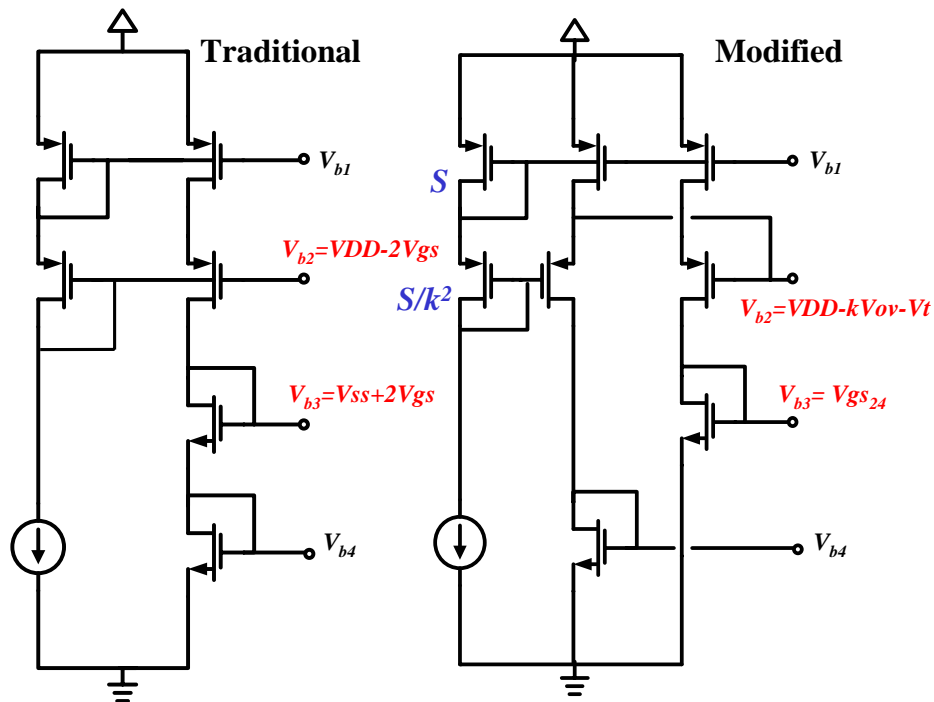 Traditional
V_b1
V_b2=VDD-2Vgs
V_b3=Vss+2Vgs
V_b4
Modified
S
V_b1
S/k²
V_b2=VDD-kVov-Vt
V_b3= Vgs_24
V_b4